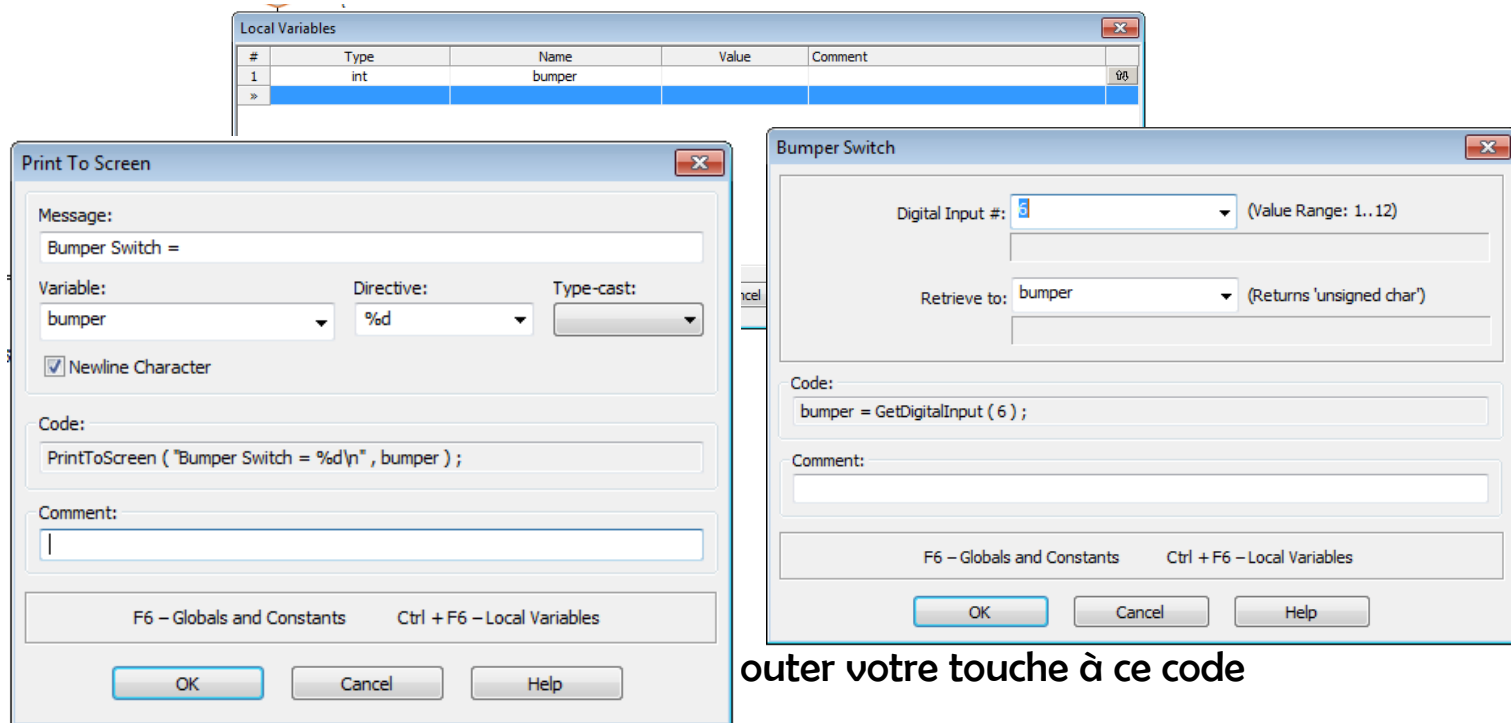 Local Variables
# Type Name Value Comment
1 int bumper
»
Print To Screen
Message:
Bumper Switch =
Variable: Directive: Type-cast:
bumper %d
Newline Character
Code:
PrintToScreen ( "Bumper Switch = %d\n" , bumper ) ;
Comment:
F6 – Globals and Constants Ctrl + F6 – Local Variables
OK Cancel Help
ncel
Bumper Switch
Digital Input #: 6 (Value Range: 1..12)
Retrieve to: bumper (Returns 'unsigned char')
Code:
bumper = GetDigitalInput ( 6 ) ;
Comment:
F6 – Globals and Constants Ctrl + F6 – Local Variables
OK Cancel Help
outer votre touche à ce code